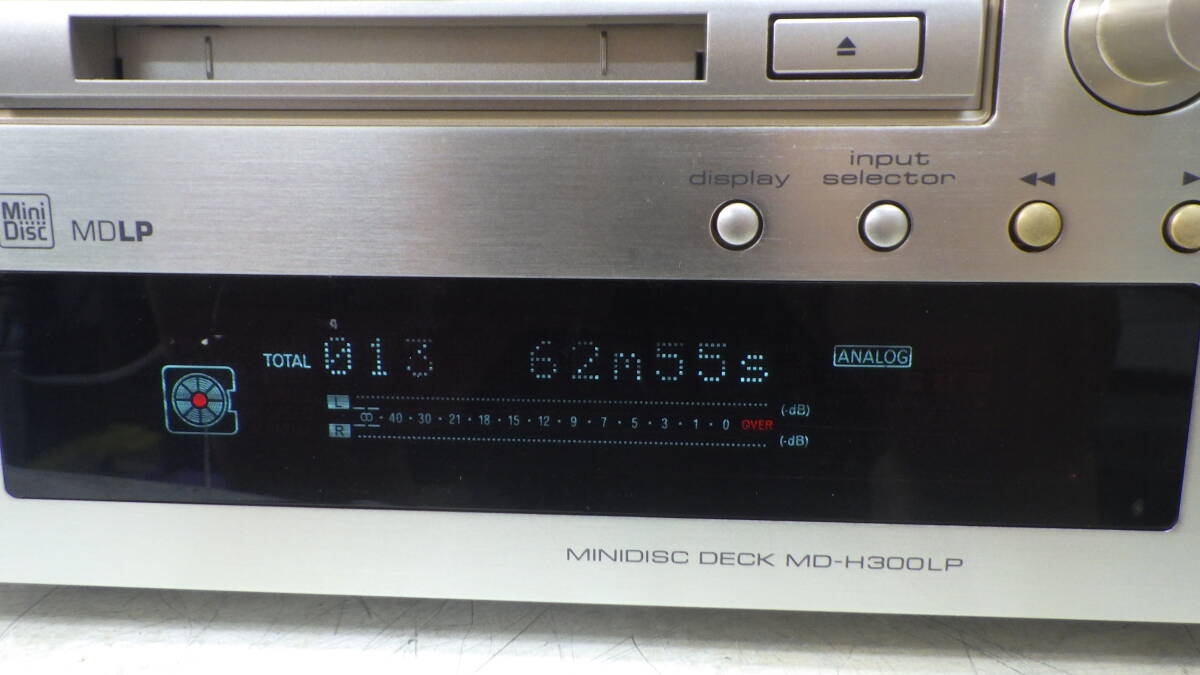 input
display selector
Mini
Disc MDLP
TOTAL 013 62m55s ANALOG
L (-dB)
∞ · 40 · 30 · 21 · 18 · 15 · 12 · 9 · 7 · 5 · 3 · 1 · 0 OVER
R (-dB)
MINIDISC DECK MD-H300LP